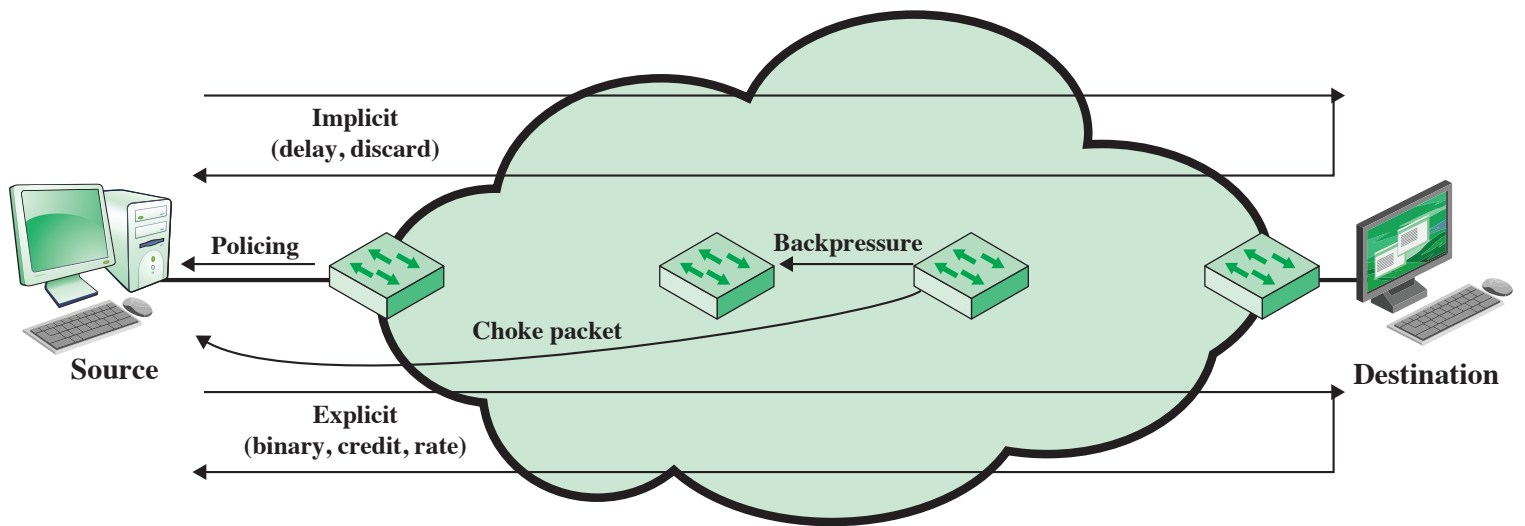 Implicit
(delay, discard)
Policing
Backpressure
Choke packet
Source
Destination
Explicit
(binary, credit, rate)